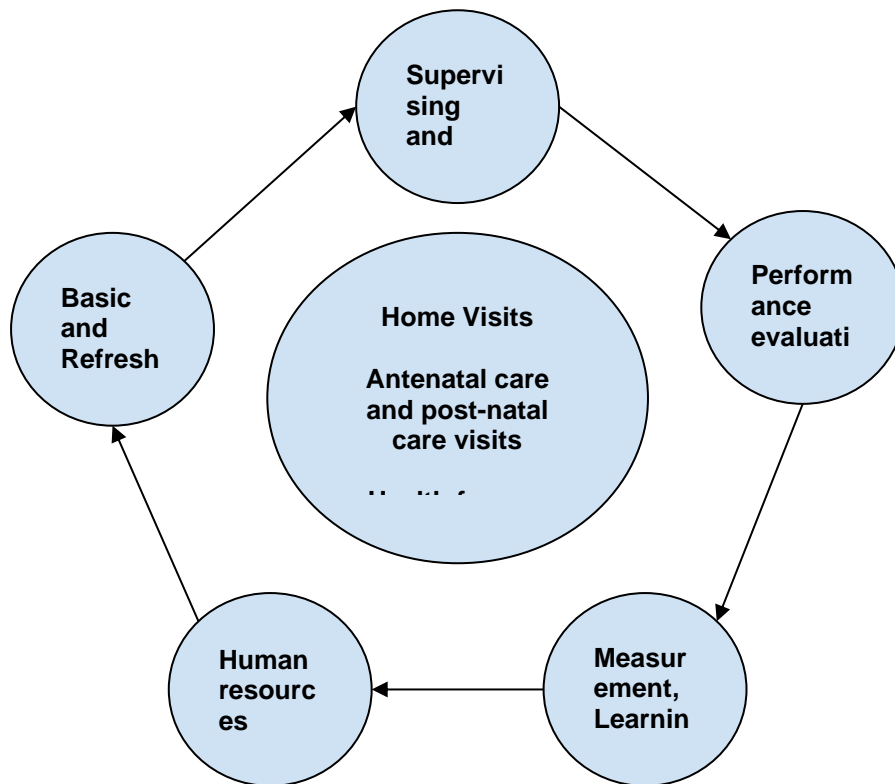 Supervi
sing
and
Perform
ance
evaluati
Basic
and
Refresh
Home Visits
Antenatal care
and post-natal
care visits
Measur
ement,
Learnin
Human
resourc
es